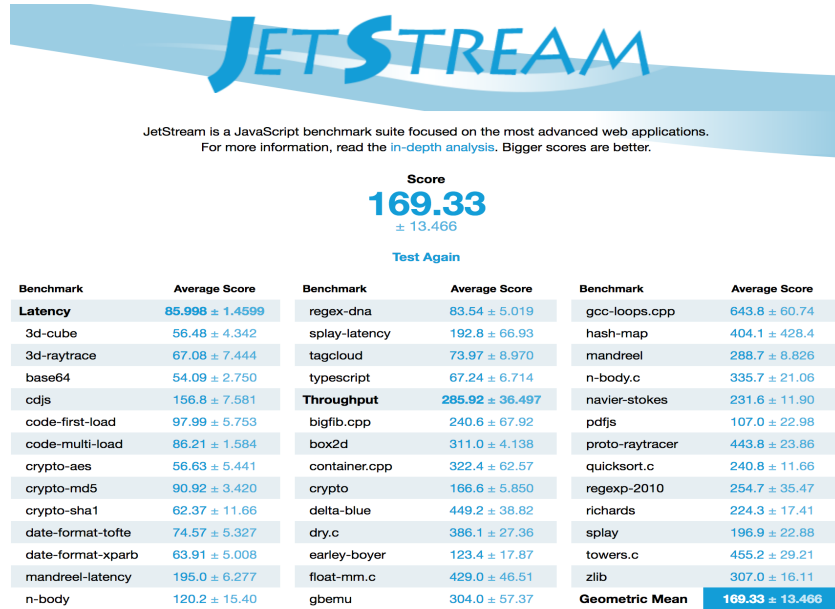 JETSTREAM
JetStream is a JavaScript benchmark suite focused on the most advanced web applications.
For more information, read the in-depth analysis. Bigger scores are better.
Score
169.33
± 13.466
Test Again
Benchmark Average Score
Latency 85.998 ± 1.4599
3d-cube 56.48 ± 4.342
3d-raytrace 67.08 ± 7.444
base64 54.09 ± 2.750
cdjs 156.8 ± 7.581
code-first-load 97.99 ± 5.753
code-multi-load 86.21 ± 1.584
crypto-aes 56.63 ± 5.441
crypto-md5 90.92 ± 3.420
crypto-sha1 62.37 ± 11.66
date-format-tofte 74.57 ± 5.327
date-format-xparb 63.91 ± 5.008
mandreel-latency 195.0 ± 6.277
n-body 120.2 ± 15.40
Benchmark Average Score
regex-dna 83.54 ± 5.019
splay-latency 192.8 ± 66.93
tagcloud 73.97 ± 8.970
typescript 67.24 ± 6.714
Throughput 285.92 ± 36.497
bigfib.cpp 240.6 ± 67.92
box2d 311.0 ± 4.138
container.cpp 322.4 ± 62.57
crypto 166.6 ± 5.850
delta-blue 449.2 ± 38.82
dry.c 386.1 ± 27.36
earley-boyer 123.4 ± 17.87
float-mm.c 429.0 ± 46.51
gbemu 304.0 ± 57.37
Benchmark Average Score
gcc-loops.cpp 643.8 ± 60.74
hash-map 404.1 ± 428.4
mandreel 288.7 ± 8.826
n-body.c 335.7 ± 21.06
navier-stokes 231.6 ± 11.90
pdfjs 107.0 ± 22.98
proto-raytracer 443.8 ± 23.86
quicksort.c 240.8 ± 11.66
regexp-2010 254.7 ± 35.47
richards 224.3 ± 17.41
splay 196.9 ± 22.88
towers.c 455.2 ± 29.21
zlib 307.0 ± 16.11
Geometric Mean 169.33 ± 13.466